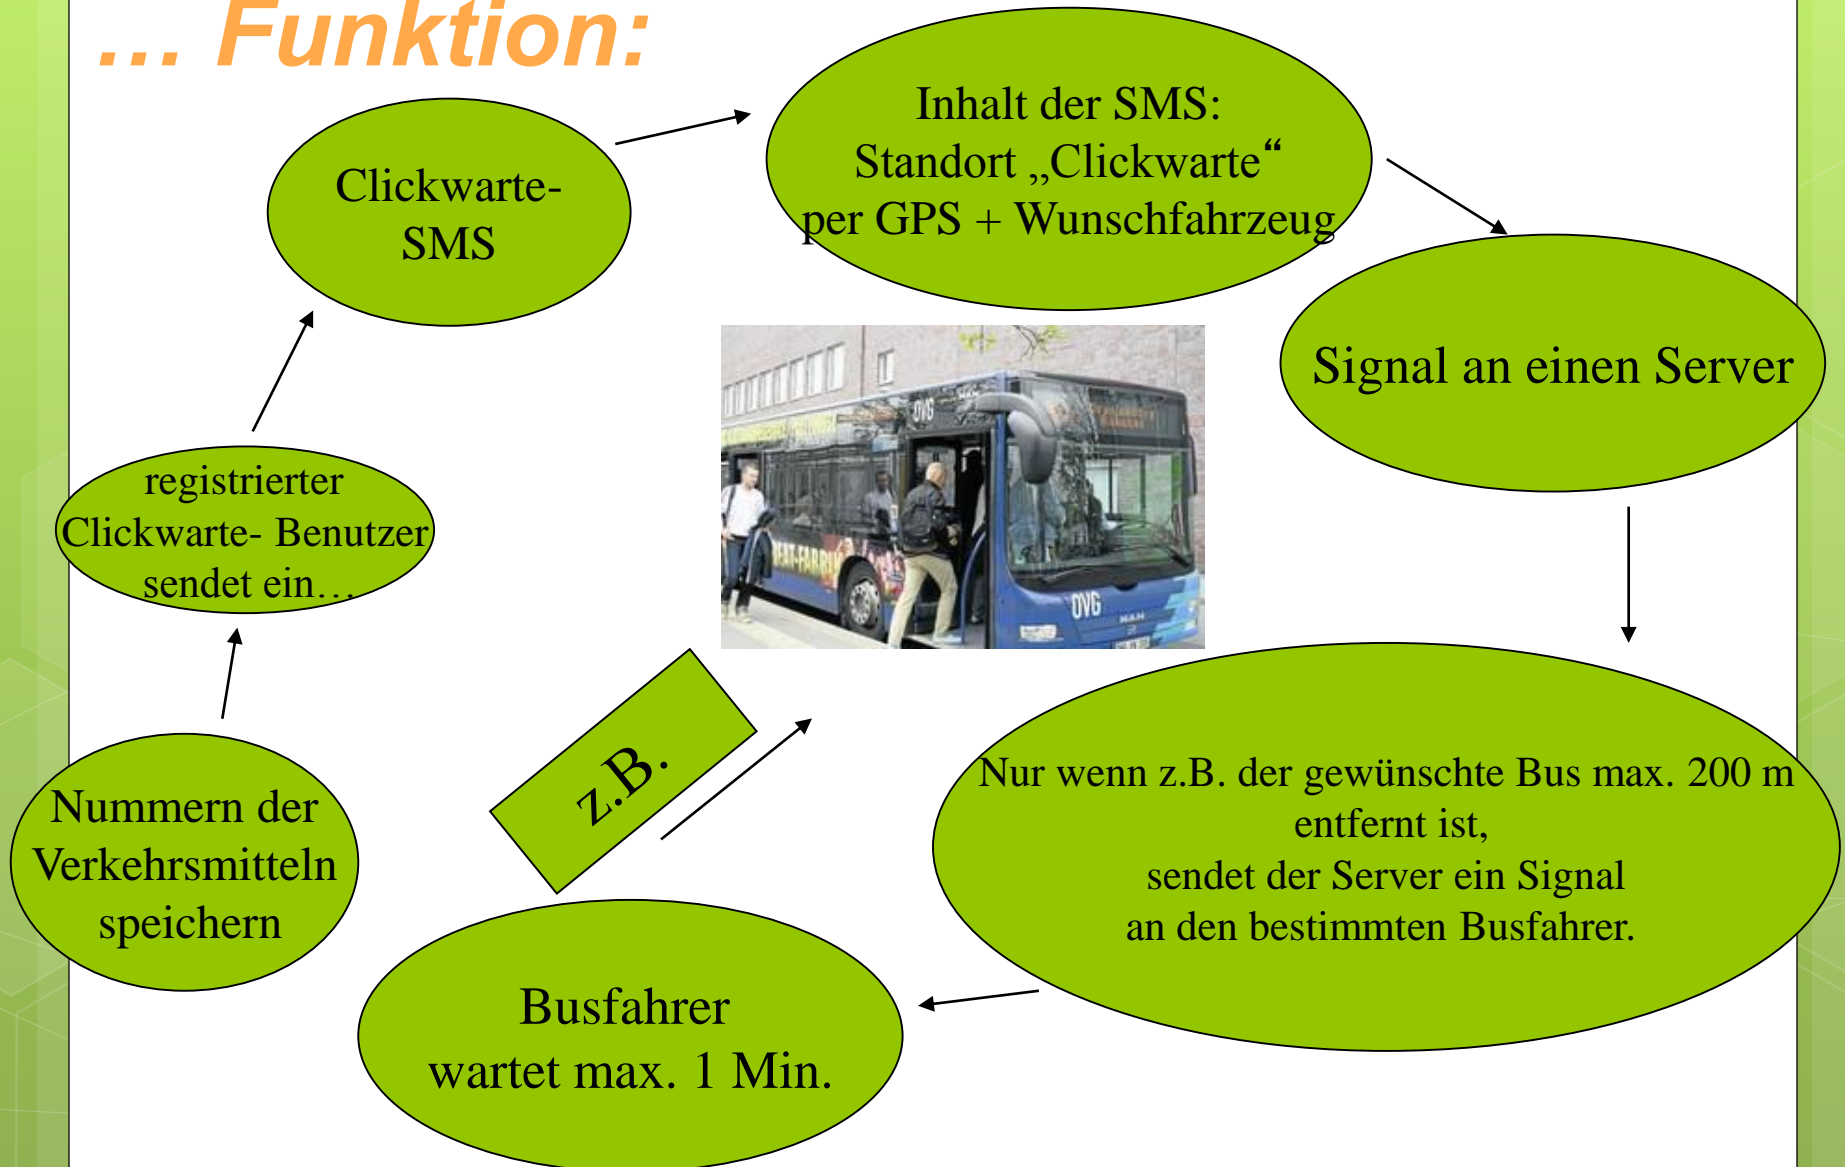 ... Funktion:
Inhalt der SMS:
Standort „Clickwarte“
per GPS + Wunschfahrzeug
Clickwarte-
SMS
Signal an einen Server
registrierter
Clickwarte- Benutzer
sendet ein…
Nummern der
Verkehrsmitteln
speichern
z.B.
Nur wenn z.B. der gewünschte Bus max. 200 m
entfernt ist,
sendet der Server ein Signal
an den bestimmten Busfahrer.
Busfahrer
wartet max. 1 Min.
OVG
OVG
MAN